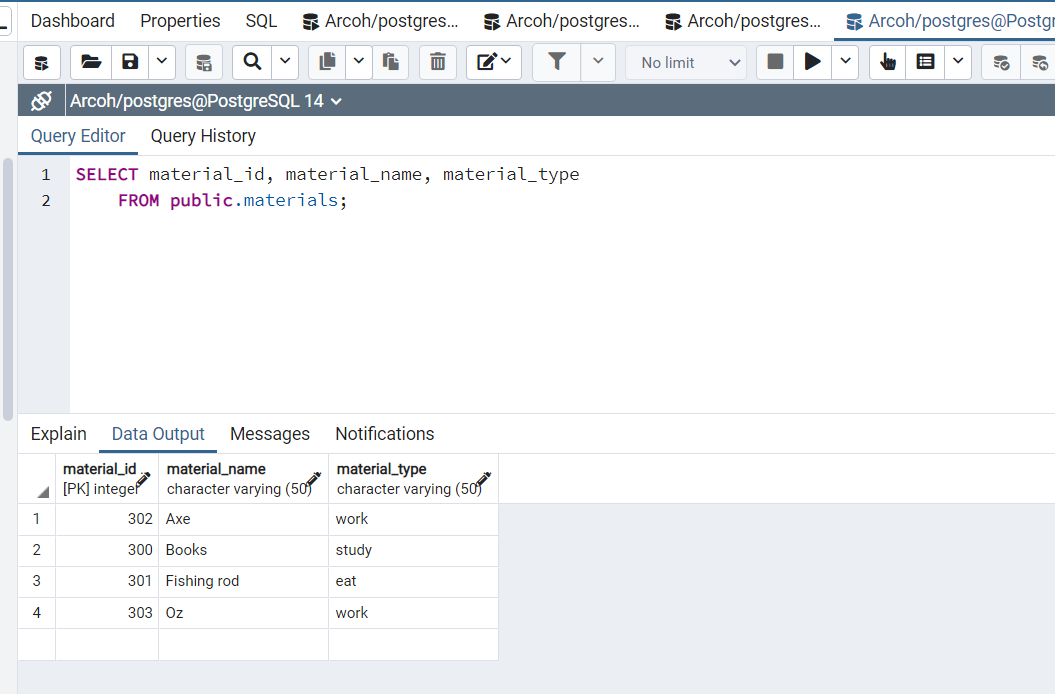 Dashboard Properties SQL Arcoh/postgres... Arcoh/postgres... Arcoh/postgres... Arcoh/postgres@Postgr
No limit
Arcoh/postgres@PostgreSQL 14
Query Editor Query History
1 SELECT material_id, material_name, material_type
2 FROM public.materials;
Explain Data Output Messages Notifications
material_id material_name material_type
[PK] integer character varying (50) character varying (50)
1 302 Axe work
2 300 Books study
3 301 Fishing rod eat
4 303 Oz work